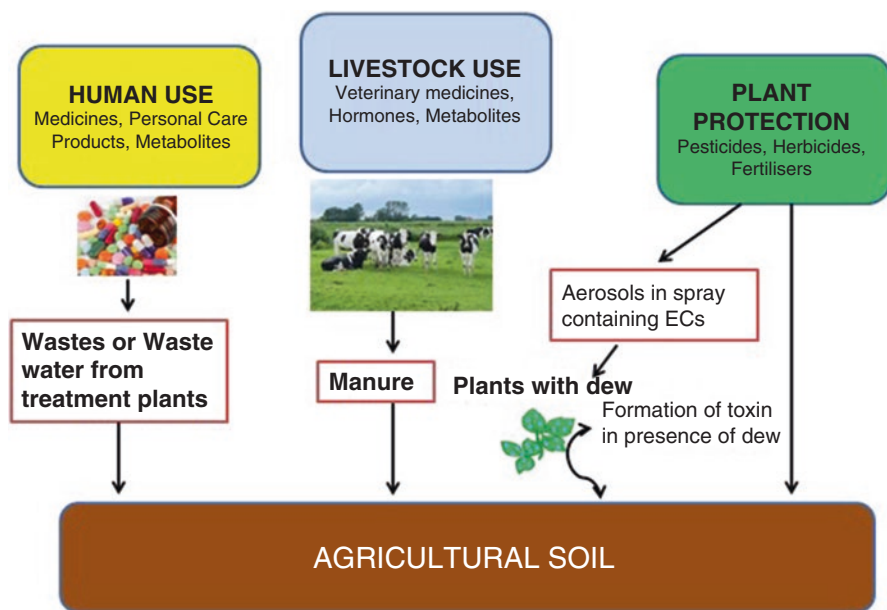 HUMAN USE
Medicines, Personal Care
Products, Metabolites
LIVESTOCK USE
Veterinary medicines,
Hormones, Metabolites
PLANT
PROTECTION
Pesticides, Herbicides,
Fertilisers
Wastes or Waste
water from
treatment plants
Manure
Aerosols in spray
containing ECs
Plants with dew
Formation of toxin
in presence of dew
AGRICULTURAL SOIL